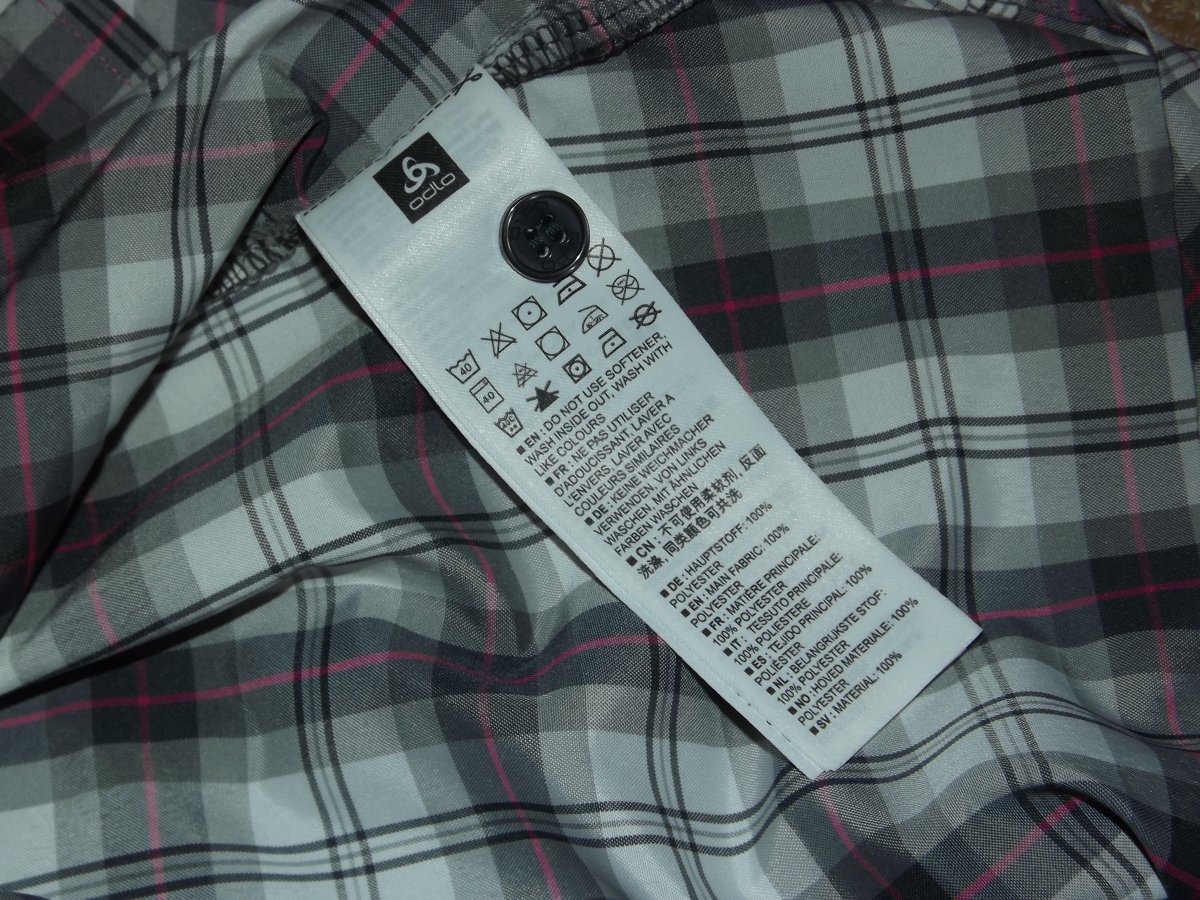 odlo
40
40
■ EN : DO NOT USE SOFTENER,
WASH INSIDE OUT, WASH WITH
LIKE COLOURS
■ FR : NE PAS UTILISER
D'ADOUCISSANT LAVER A
L'ENVERS, LAVER AVEC
COULEURS SIMILAIRES
■ DE : KEINE WEICHMACHER
VERWENDEN, VON LINKS
WASCHEN, MIT ÄHNLICHEN
FARBEN WASCHEN
■ CN : 不可使用柔軟剂, 反面
洗涤, 同类颜色可共洗
■ DE : HAUPTSTOFF: 100%
POLYESTER
■ EN : MAIN FABRIC: 100%
POLYESTER
■ FR : MATIÈRE PRINCIPALE:
100% POLYESTER
■ IT : TESSUTO PRINCIPALE:
100% POLIESTERE
■ ES : TEJIDO PRINCIPAL: 100%
POLIÉSTER
■ NL : BELANGRIJKSTE STOF:
100% POLYESTER
■ NO : HOVED MATERIALE: 100%
POLYESTER
■ SV : MATERIAL: 100%